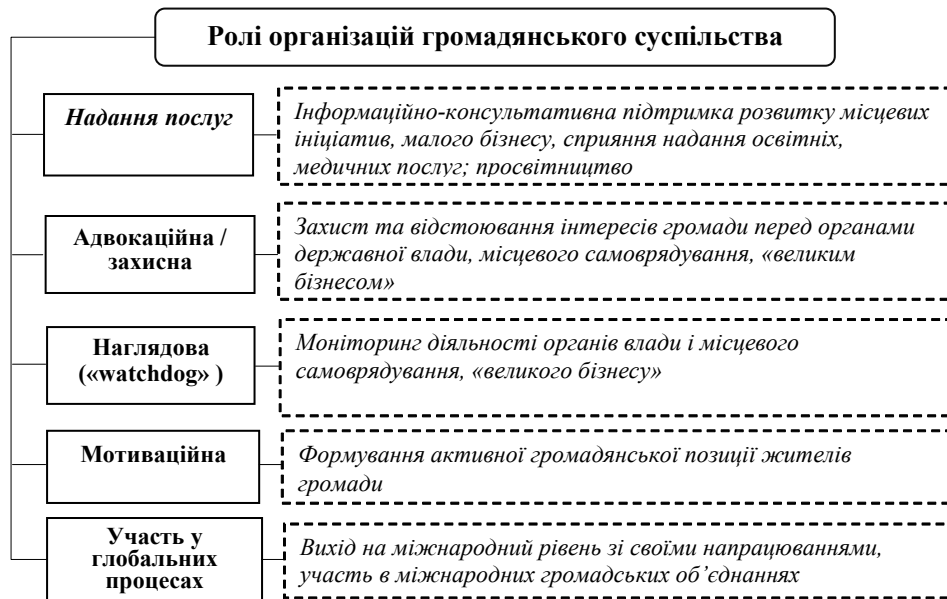 Ролі організацій громадянського суспільства
Надання послуг
Інформаційно-консультативна підтримка розвитку місцевих
ініціатив, малого бізнесу, сприяння надання освітніх,
медичних послуг; просвітництво
Адвокаційна /
захисна
Захист та відстоювання інтересів громади перед органами
державної влади, місцевого самоврядування, «великим
бізнесом»
Наглядова
(«watchdog» )
Моніторинг діяльності органів влади і місцевого
самоврядування, «великого бізнесу»
Мотиваційна
Формування активної громадянської позиції жителів
громади
Участь у
глобальних
процесах
Вихід на міжнародний рівень зі своїми напрацюваннями,
участь в міжнародних громадських об’єднаннях